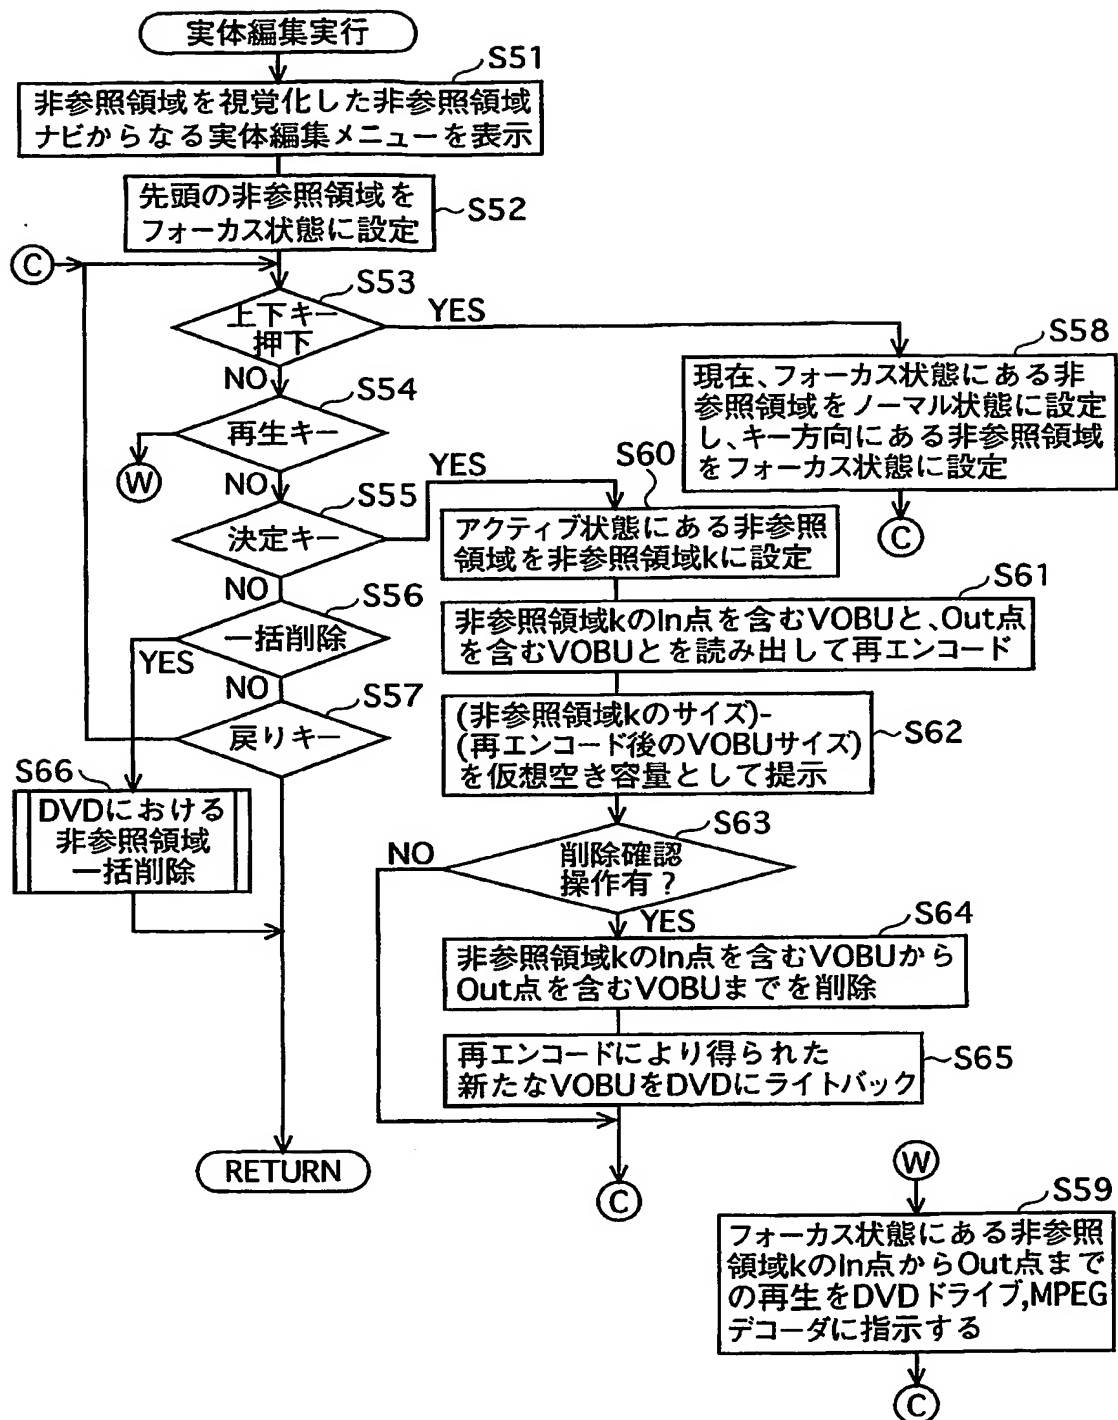 実体編集実行
S51
非参照領域を視覚化した非参照領域
ナビからなる実体編集メニューを表示
先頭の非参照領域を
フォーカス状態に設定
S52
C
S53
上下キー
押下
YES
NO
S58
現在、フォーカス状態にある非
参照領域をノーマル状態に設定
し、キー方向にある非参照領域
をフォーカス状態に設定
C
S54
再生キー
W
NO
S55
決定キー
YES
NO
S60
アクティブ状態にある非参照
領域を非参照領域kに設定
S61
非参照領域kのIn点を含むVOBUと、Out点
を含むVOBUとを読み出して再エンコード
S56
一括削除
YES
NO
S57
戻りキー
(非参照領域kのサイズ)-
(再エンコード後のVOBUサイズ)
を仮想空き容量として提示
S62
S66
DVDにおける
非参照領域
一括削除
S63
削除確認
操作有?
NO
YES
S64
非参照領域kのIn点を含むVOBUから
Out点を含むVOBUまでを削除
再エンコードにより得られた
新たなVOBUをDVDにライトバック
S65
RETURN
C
W
S59
フォーカス状態にある非参照
領域kのIn点からOut点まで
の再生をDVDドライブ,MPEG
デコーダに指示する
C